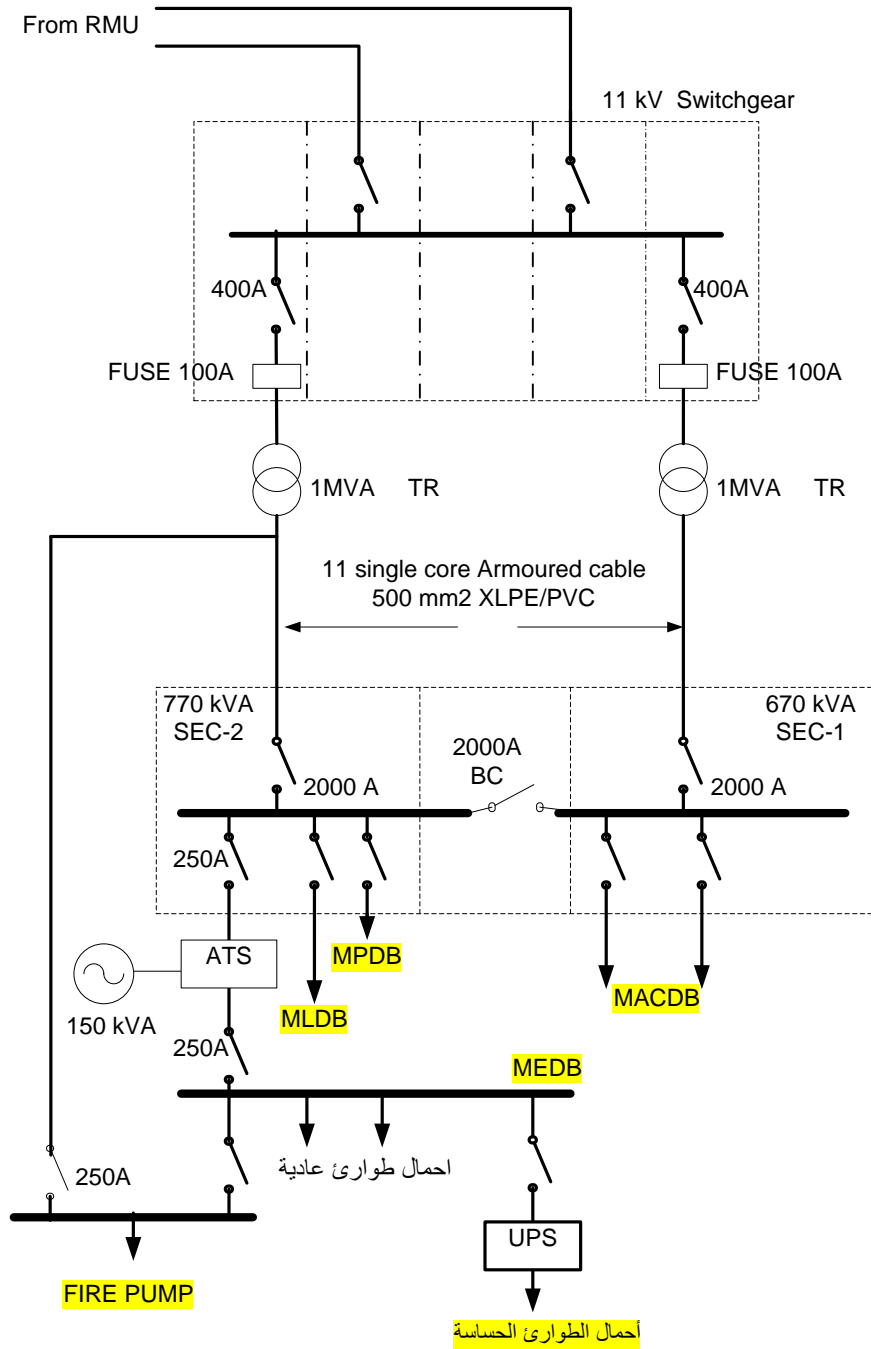 From RMU
11 kV Switchgear
400A
400A
FUSE 100A
FUSE 100A
1MVA TR
1MVA TR
11 single core Armoured cable
500 mm2 XLPE/PVC
770 kVA
SEC-2
2000A
BC
670 kVA
SEC-1
2000 A
2000 A
250A
ATS
MPDB
MACDB
150 kVA
MLDB
250A
MEDB
احمال طوارئ عادية
250A
UPS
FIRE PUMP
أحمال الطوارئ الحساسة